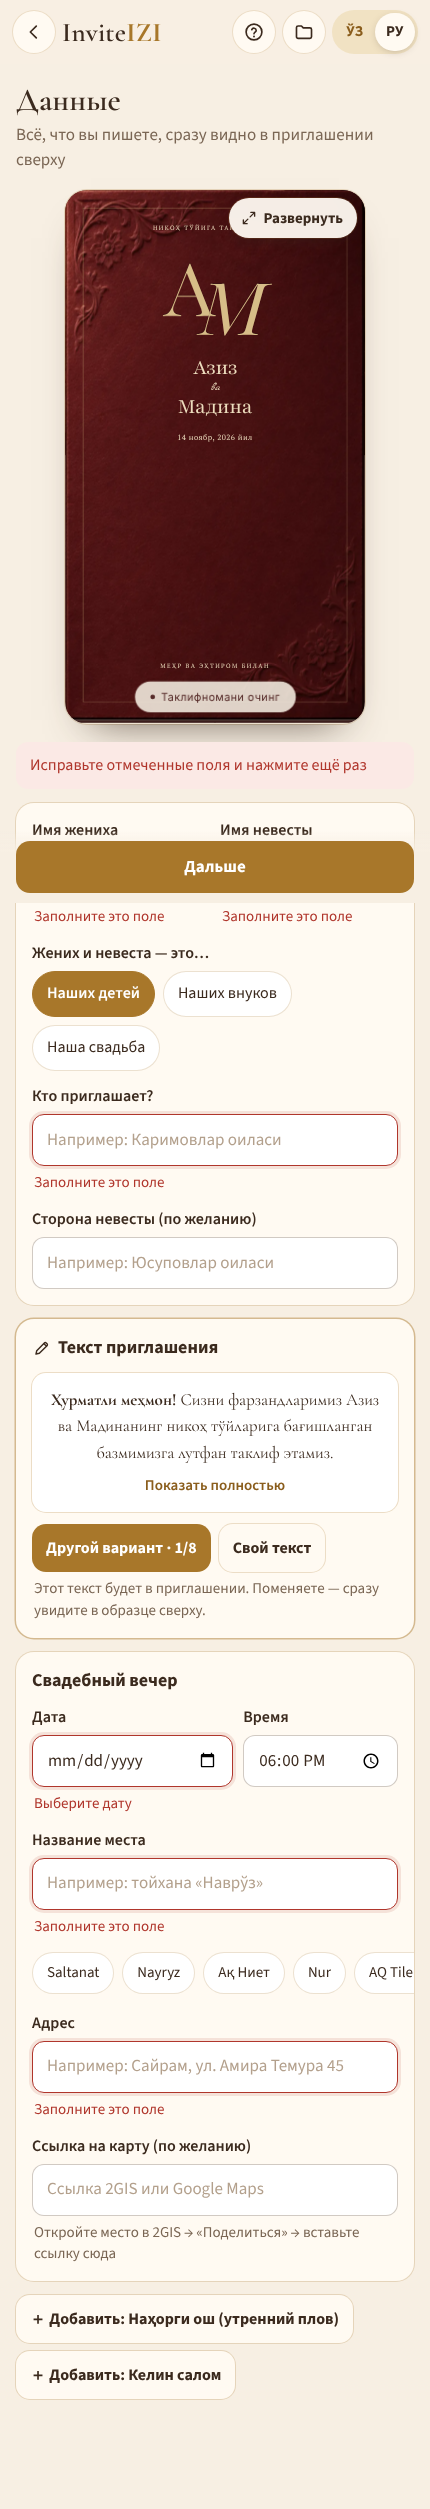 InviteIZI
ЎЗ
РУ
Данные
Всё, что вы пишете, сразу видно в приглашении
сверху
Развернуть
НИКОҲ ТЎЙИГА
АМ
Азиз
ва
Мадина
14 ноябр, 2026 йил
МЕҲР ВА ЭҲТИРОМ БИЛАН
Таклифномани очинг
Исправьте отмеченные поля и нажмите ещё раз
Имя жениха
Имя невесты
Дальше
Заполните это поле
Заполните это поле
Жених и невеста — это…
Наших детей
Наших внуков
Наша свадьба
Кто приглашает?
Например: Каримовлар оиласи
Заполните это поле
Сторона невесты (по желанию)
Например: Юсуповлар оиласи
Текст приглашения
Ҳурматли меҳмон! Сизни фарзандларимиз Азиз
ва Мадинанинг никоҳ тўйларига бағишланган
базмимизга лутфан таклиф этамиз.
Показать полностью
Другой вариант · 1/8
Свой текст
Этот текст будет в приглашении. Поменяете — сразу
увидите в образце сверху.
Свадебный вечер
Дата
Время
mm/dd/yyyy
06:00 PM
Выберите дату
Название места
Например: тойхана «Наврўз»
Заполните это поле
Saltanat
Nayryz
Ақ Ниет
Nur
AQ Tile
Адрес
Например: Сайрам, ул. Амира Темура 45
Заполните это поле
Ссылка на карту (по желанию)
Ссылка 2GIS или Google Maps
Откройте место в 2GIS → «Поделиться» → вставьте
ссылку сюда
+ Добавить: Наҳорги ош (утренний плов)
+ Добавить: Келин салом